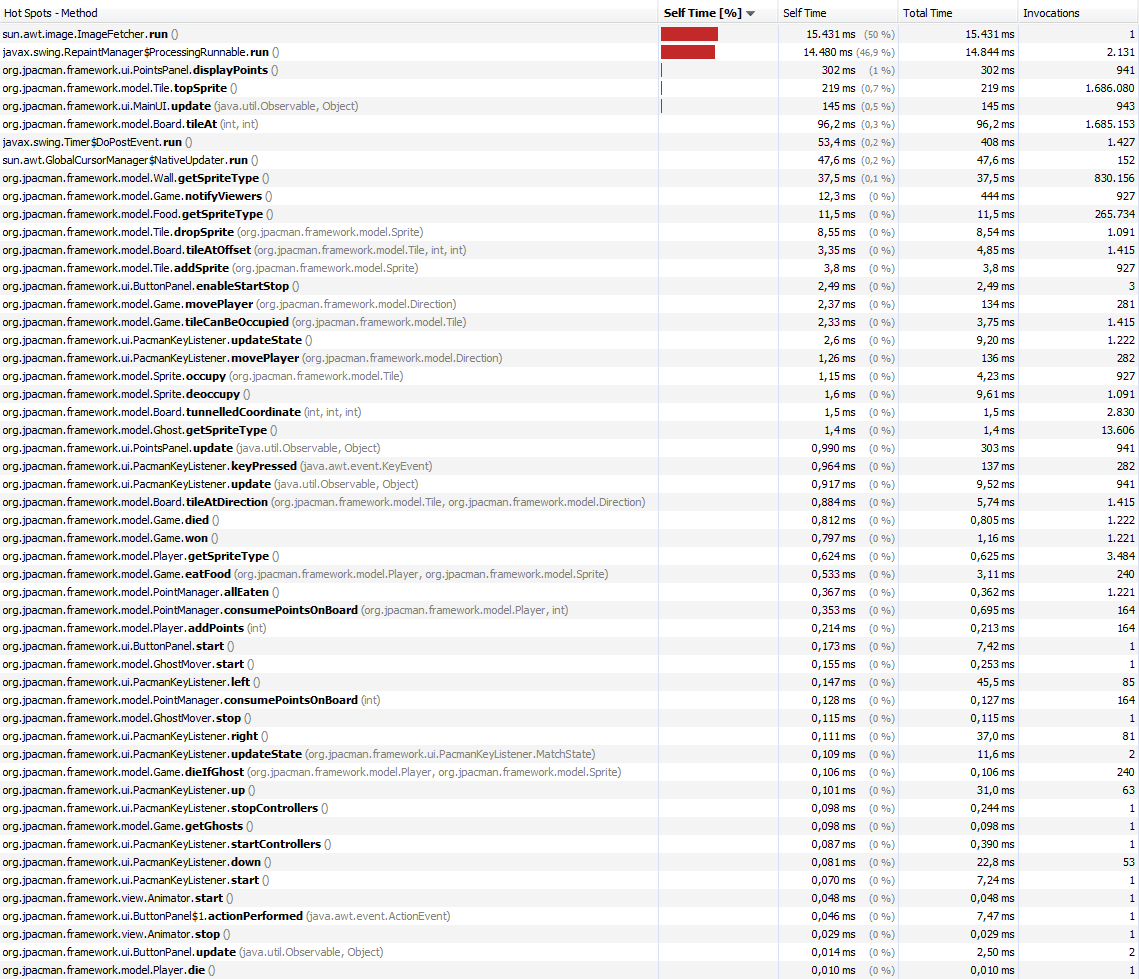 Hot Spots - Method Self Time [%] Self Time Total Time Invocations
sun.awt.image.ImageFetcher.run () 15.431 ms (50 %) 15.431 ms 1
javax.swing.RepaintManager$ProcessingRunnable.run () 14.480 ms (46,9 %) 14.844 ms 2.131
org.jpacman.framework.ui.PointsPanel.displayPoints () 302 ms (1 %) 302 ms 941
org.jpacman.framework.model.Tile.topSprite () 219 ms (0,7 %) 219 ms 1.686.080
org.jpacman.framework.ui.MainUI.update (java.util.Observable, Object) 145 ms (0,5 %) 145 ms 943
org.jpacman.framework.model.Board.tileAt (int, int) 96,2 ms (0,3 %) 96,2 ms 1.685.153
javax.swing.Timer$DoPostEvent.run () 53,4 ms (0,2 %) 408 ms 1.427
sun.awt.GlobalCursorManager$NativeUpdater.run () 47,6 ms (0,2 %) 47,6 ms 152
org.jpacman.framework.model.Wall.getSpriteType () 37,5 ms (0,1 %) 37,5 ms 830.156
org.jpacman.framework.model.Game.notifyViewers () 12,3 ms (0 %) 444 ms 927
org.jpacman.framework.model.Food.getSpriteType () 11,5 ms (0 %) 11,5 ms 265.734
org.jpacman.framework.model.Tile.dropSprite (org.jpacman.framework.model.Sprite) 8,55 ms (0 %) 8,54 ms 1.091
org.jpacman.framework.model.Board.tileAtOffset (org.jpacman.framework.model.Tile, int, int) 3,35 ms (0 %) 4,85 ms 1.415
org.jpacman.framework.model.Tile.addSprite (org.jpacman.framework.model.Sprite) 3,8 ms (0 %) 3,8 ms 927
org.jpacman.framework.ui.ButtonPanel.enableStartStop () 2,49 ms (0 %) 2,49 ms 3
org.jpacman.framework.model.Game.movePlayer (org.jpacman.framework.model.Direction) 2,37 ms (0 %) 134 ms 281
org.jpacman.framework.model.Game.tileCanBeOccupied (org.jpacman.framework.model.Tile) 2,33 ms (0 %) 3,75 ms 1.415
org.jpacman.framework.ui.PacmanKeyListener.updateState () 2,6 ms (0 %) 9,20 ms 1.222
org.jpacman.framework.ui.PacmanKeyListener.movePlayer (org.jpacman.framework.model.Direction) 1,26 ms (0 %) 136 ms 282
org.jpacman.framework.model.Sprite.occupy (org.jpacman.framework.model.Tile) 1,15 ms (0 %) 4,23 ms 927
org.jpacman.framework.model.Sprite.deoccupy () 1,6 ms (0 %) 9,61 ms 1.091
org.jpacman.framework.model.Board.tunnelledCoordinate (int, int, int) 1,5 ms (0 %) 1,5 ms 2.830
org.jpacman.framework.model.Ghost.getSpriteType () 1,4 ms (0 %) 1,4 ms 13.606
org.jpacman.framework.ui.PointsPanel.update (java.util.Observable, Object) 0,990 ms (0 %) 303 ms 941
org.jpacman.framework.ui.PacmanKeyListener.keyPressed (java.awt.event.KeyEvent) 0,964 ms (0 %) 137 ms 282
org.jpacman.framework.ui.PacmanKeyListener.update (java.util.Observable, Object) 0,917 ms (0 %) 9,52 ms 941
org.jpacman.framework.model.Board.tileAtDirection (org.jpacman.framework.model.Tile, org.jpacman.framework.model.Direction) 0,884 ms (0 %) 5,74 ms 1.415
org.jpacman.framework.model.Game.died () 0,812 ms (0 %) 0,805 ms 1.222
org.jpacman.framework.model.Game.won () 0,797 ms (0 %) 1,16 ms 1.221
org.jpacman.framework.model.Player.getSpriteType () 0,624 ms (0 %) 0,625 ms 3.484
org.jpacman.framework.model.Game.eatFood (org.jpacman.framework.model.Player, org.jpacman.framework.model.Sprite) 0,533 ms (0 %) 3,11 ms 240
org.jpacman.framework.model.PointManager.allEaten () 0,367 ms (0 %) 0,362 ms 1.221
org.jpacman.framework.model.PointManager.consumePointsOnBoard (org.jpacman.framework.model.Player, int) 0,353 ms (0 %) 0,695 ms 164
org.jpacman.framework.model.Player.addPoints (int) 0,214 ms (0 %) 0,213 ms 164
org.jpacman.framework.ui.ButtonPanel.start () 0,173 ms (0 %) 7,42 ms 1
org.jpacman.framework.model.GhostMover.start () 0,155 ms (0 %) 0,253 ms 1
org.jpacman.framework.ui.PacmanKeyListener.left () 0,147 ms (0 %) 45,5 ms 85
org.jpacman.framework.model.PointManager.consumePointsOnBoard (int) 0,128 ms (0 %) 0,127 ms 164
org.jpacman.framework.model.GhostMover.stop () 0,115 ms (0 %) 0,115 ms 1
org.jpacman.framework.ui.PacmanKeyListener.right () 0,111 ms (0 %) 37,0 ms 81
org.jpacman.framework.ui.PacmanKeyListener.updateState (org.jpacman.framework.ui.PacmanKeyListener.MatchState) 0,109 ms (0 %) 11,6 ms 2
org.jpacman.framework.model.Game.dieIfGhost (org.jpacman.framework.model.Player, org.jpacman.framework.model.Sprite) 0,106 ms (0 %) 0,106 ms 240
org.jpacman.framework.ui.PacmanKeyListener.up () 0,101 ms (0 %) 31,0 ms 63
org.jpacman.framework.ui.PacmanKeyListener.stopControllers () 0,098 ms (0 %) 0,244 ms 1
org.jpacman.framework.model.Game.getGhosts () 0,098 ms (0 %) 0,098 ms 1
org.jpacman.framework.ui.PacmanKeyListener.startControllers () 0,087 ms (0 %) 0,390 ms 1
org.jpacman.framework.ui.PacmanKeyListener.down () 0,081 ms (0 %) 22,8 ms 53
org.jpacman.framework.ui.PacmanKeyListener.start () 0,070 ms (0 %) 7,24 ms 1
org.jpacman.framework.view.Animator.start () 0,048 ms (0 %) 0,048 ms 1
org.jpacman.framework.ui.ButtonPanel$1.actionPerformed (java.awt.event.ActionEvent) 0,046 ms (0 %) 7,47 ms 1
org.jpacman.framework.view.Animator.stop () 0,029 ms (0 %) 0,029 ms 1
org.jpacman.framework.ui.ButtonPanel.update (java.util.Observable, Object) 0,014 ms (0 %) 2,50 ms 2
org.jpacman.framework.model.Player.die () 0,010 ms (0 %) 0,010 ms 1